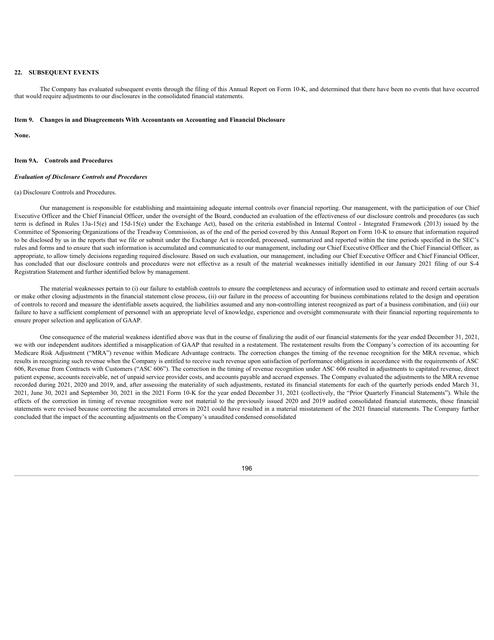 22. SUBSEQUENT EVENTS
The Company has evaluated subsequent events through the filing of this Annual Report on Form 10-K, and determined that there have been no events that have occurred
that would require adjustments to our disclosures in the consolidated financial statements.
Item 9. Changes in and Disagreements With Accountants on Accounting and Financial Disclosure
None.
Item 9A. Controls and Procedures
Evaluation of Disclosure Controls and Procedures
(a) Disclosure Controls and Procedures.
Our management is responsible for establishing and maintaining adequate internal controls over financial reporting. Our management, with the participation of our Chief
Executive Officer and the Chief Financial Officer, under the oversight of the Board, conducted an evaluation of the effectiveness of our disclosure controls and procedures (as such
term is defined in Rules 13a-15(e) and 15d-15(e) under the Exchange Act), based on the criteria established in Internal Control - Integrated Framework (2013) issued by the
Committee of Sponsoring Organizations of the Treadway Commission, as of the end of the period covered by this Annual Report on Form 10-K to ensure that information required
to be disclosed by us in the reports that we file or submit under the Exchange Act is recorded, processed, summarized and reported within the time periods specified in the SEC's
rules and forms and to ensure that such information is accumulated and communicated to our management, including our Chief Executive Officer and the Chief Financial Officer, as
appropriate, to allow timely decisions regarding required disclosure. Based on such evaluation, our management, including our Chief Executive Officer and Chief Financial Officer,
has concluded that our disclosure controls and procedures were not effective as a result of the material weaknesses initially identified in our January 2021 filing of our S-4
Registration Statement and further identified below by management.
The material weaknesses pertain to (i) our failure to establish controls to ensure the completeness and accuracy of information used to estimate and record certain accruals
or make other closing adjustments in the financial statement close process, (ii) our failure in the process of accounting for business combinations related to the design and operation
of controls to record and measure the identifiable assets acquired, the liabilities assumed and any non-controlling interest recognized as part of a business combination, and (iii) our
failure to have a sufficient complement of personnel with an appropriate level of knowledge, experience and oversight commensurate with their financial reporting requirements to
ensure proper selection and application of GAAP.
One consequence of the material weakness identified above was that in the course of finalizing the audit of our financial statements for the year ended December 31, 2021,
we with our independent auditors identified a misapplication of GAAP that resulted in a restatement. The restatement results from the Company's correction of its accounting for
Medicare Risk Adjustment ("MRA") revenue within Medicare Advantage contracts. The correction changes the timing of the revenue recognition for the MRA revenue, which
results in recognizing such revenue when the Company is entitled to receive such revenue upon satisfaction of performance obligations in accordance with the requirements of ASC
606, Revenue from Contracts with Customers ("ASC 606"). The correction in the timing of revenue recognition under ASC 606 resulted in adjustments to capitated revenue, direct
patient expense, accounts receivable, net of unpaid service provider costs, and accounts payable and accrued expenses. The Company evaluated the adjustments to the MRA revenue
recorded during 2021, 2020 and 2019, and, after assessing the materiality of such adjustments, restated its financial statements for each of the quarterly periods ended March 31,
2021, June 30, 2021 and September 30, 2021 in the 2021 Form 10-K for the year ended December 31, 2021 (collectively, the "Prior Quarterly Financial Statements"). While the
effects of the correction in timing of revenue recognition were not material to the previously issued 2020 and 2019 audited consolidated financial statements, those financial
statements were revised because correcting the accumulated errors in 2021 could have resulted in a material misstatement of the 2021 financial statements. The Company further
concluded that the impact of the accounting adjustments on the Company's unaudited condensed consolidated
196